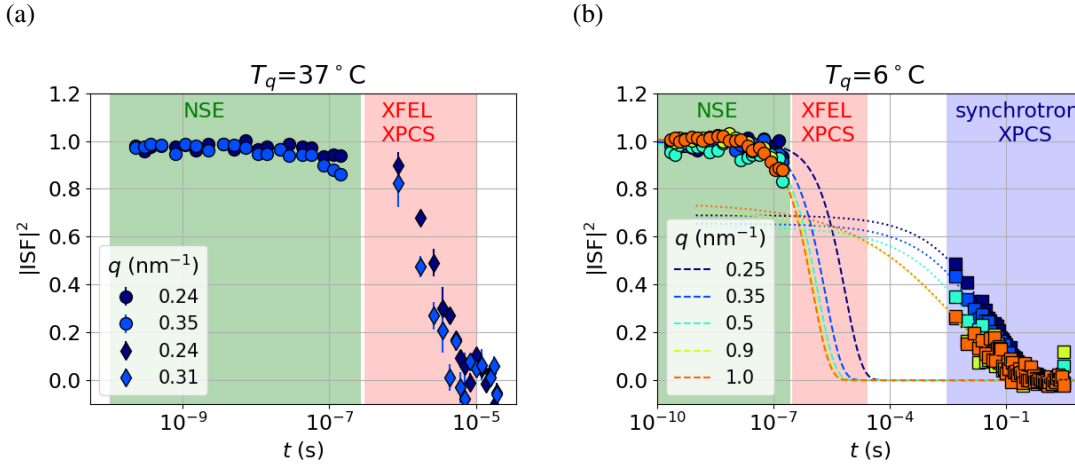 (a)
T_q=37°C
1.2
1.0
0.8
0.6
0.4
0.2
0.0
|ISF|²
NSE
XFEL
XPCS
q (nm⁻¹)
0.24
0.35
0.24
0.31
10⁻⁹
10⁻⁷
10⁻⁵
t (s)
(b)
T_q=6°C
1.2
1.0
0.8
0.6
0.4
0.2
0.0
|ISF|²
NSE
XFEL
XPCS
synchrotron
XPCS
q (nm⁻¹)
0.25
0.35
0.5
0.9
1.0
10⁻¹⁰
10⁻⁷
10⁻⁴
10⁻¹
t (s)